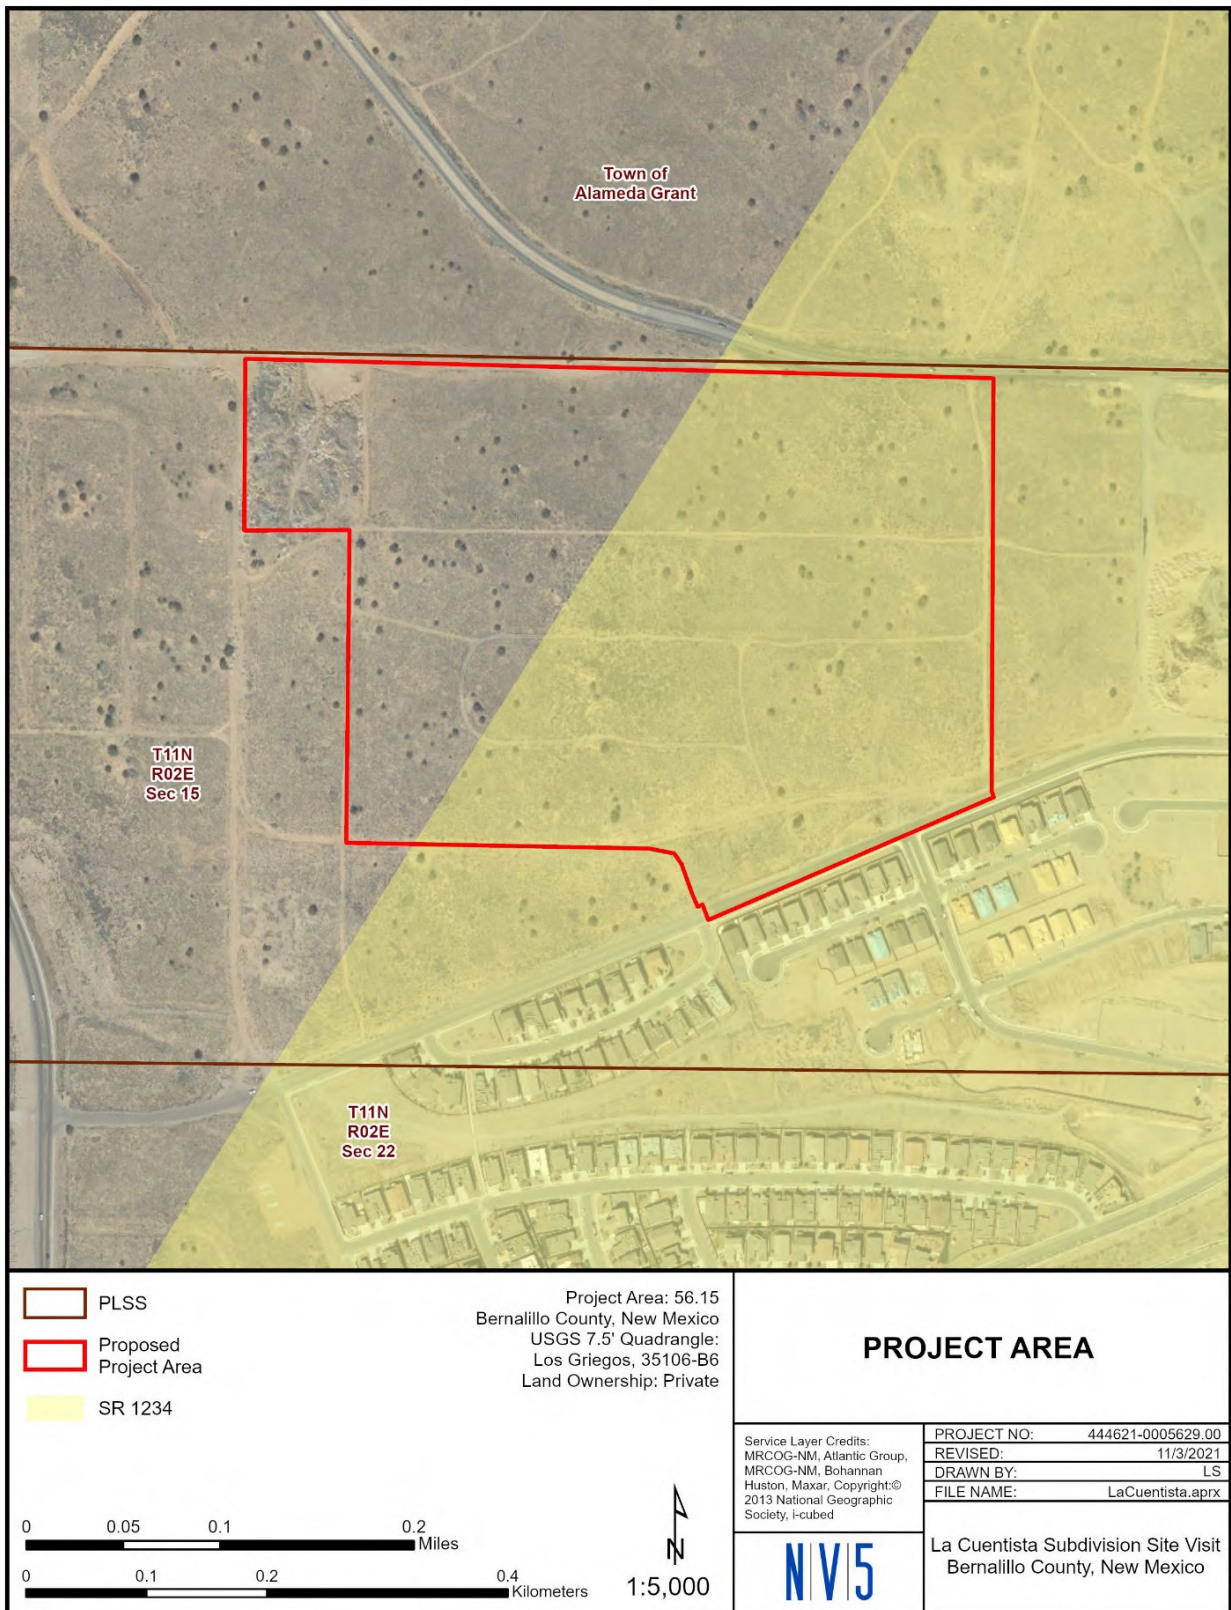 Town of
Alameda Grant
T11N
R02E
Sec 15
T11N
R02E
Sec 22
PLSS
Proposed
Project Area
SR 1234
Project Area: 56.15
Bernalillo County, New Mexico
USGS 7.5' Quadrangle:
Los Griegos, 35106-B6
Land Ownership: Private
0 0.05 0.1 0.2
Miles
0 0.1 0.2 0.4
Kilometers
N
1:5,000
PROJECT AREA
Service Layer Credits:
MRCOG-NM, Atlantic Group,
MRCOG-NM, Bohannan
Huston, Maxar, Copyright:©
2013 National Geographic
Society, i-cubed
PROJECT NO: 444621-0005629.00
REVISED: 11/3/2021
DRAWN BY: LS
FILE NAME: LaCuentista.aprx
N|V|5
La Cuentista Subdivision Site Visit
Bernalillo County, New Mexico